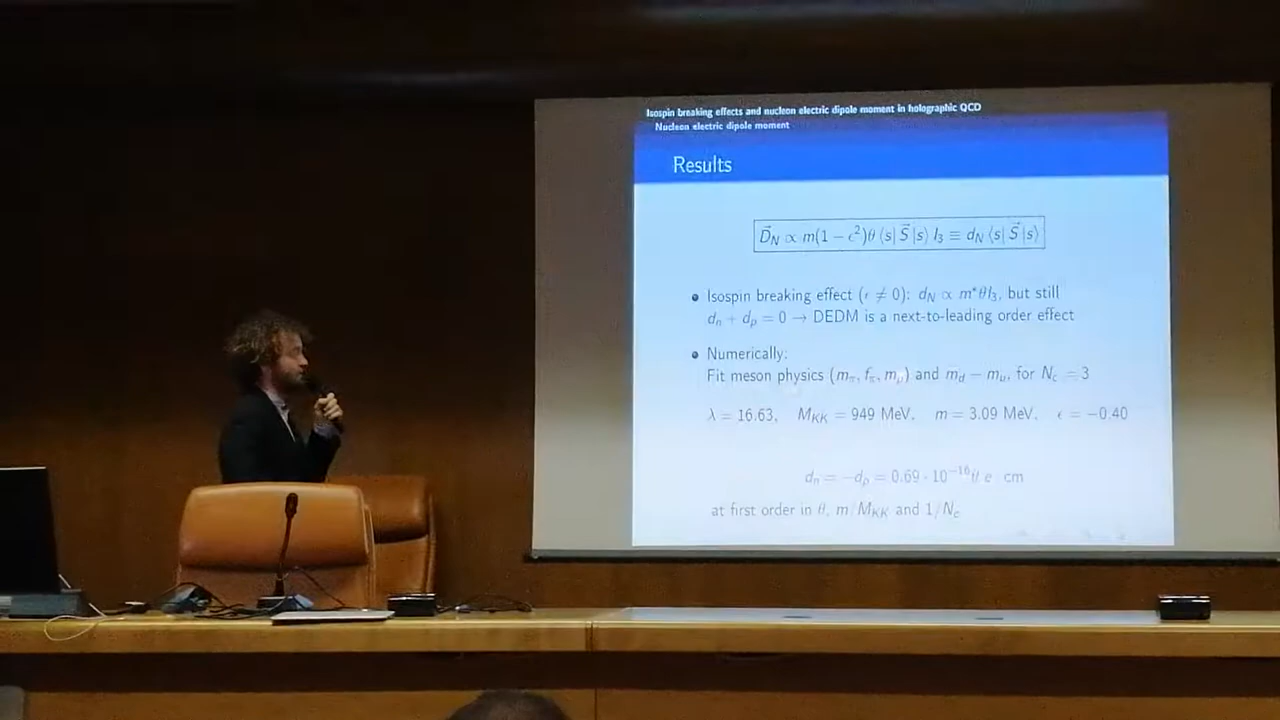 Isospin breaking effects and nucleon electric dipole moment in holographic QCD
Nucleon electric dipole moment
Results
D⃗_N ∝ m(1 − ϵ²)θ ⟨s| S⃗ |s⟩ I₃ ≡ d_N ⟨s| S⃗ |s⟩
• Isospin breaking effect (ϵ ≠ 0): d_N ∝ m*θI₃, but still
d_n + d_p = 0 → DEDM is a next-to-leading order effect
• Numerically:
Fit meson physics (m_π, f_π, m_ρ) and m_d − m_u, for N_c = 3
λ = 16.63, M_KK = 949 MeV, m = 3.09 MeV, ϵ = −0.40
d_n = −d_p = 0.69 · 10⁻¹⁶θ e · cm
at first order in θ, m/M_KK and 1/N_c